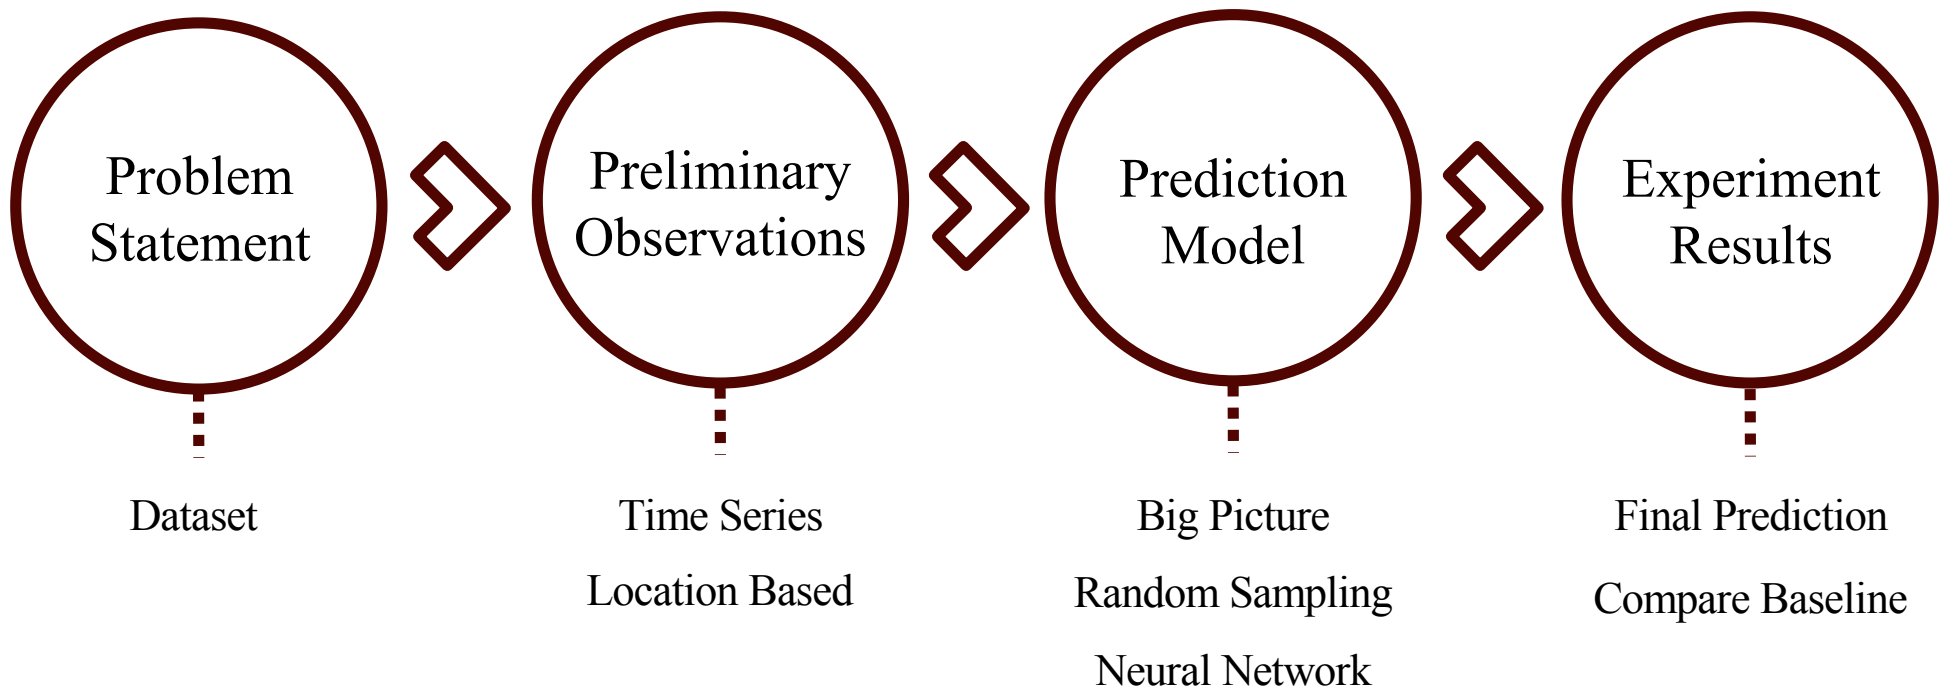 Problem
Statement
Preliminary
Observations
Prediction
Model
Experiment
Results
Dataset
Time Series
Location Based
Big Picture
Random Sampling
Neural Network
Final Prediction
Compare Baseline